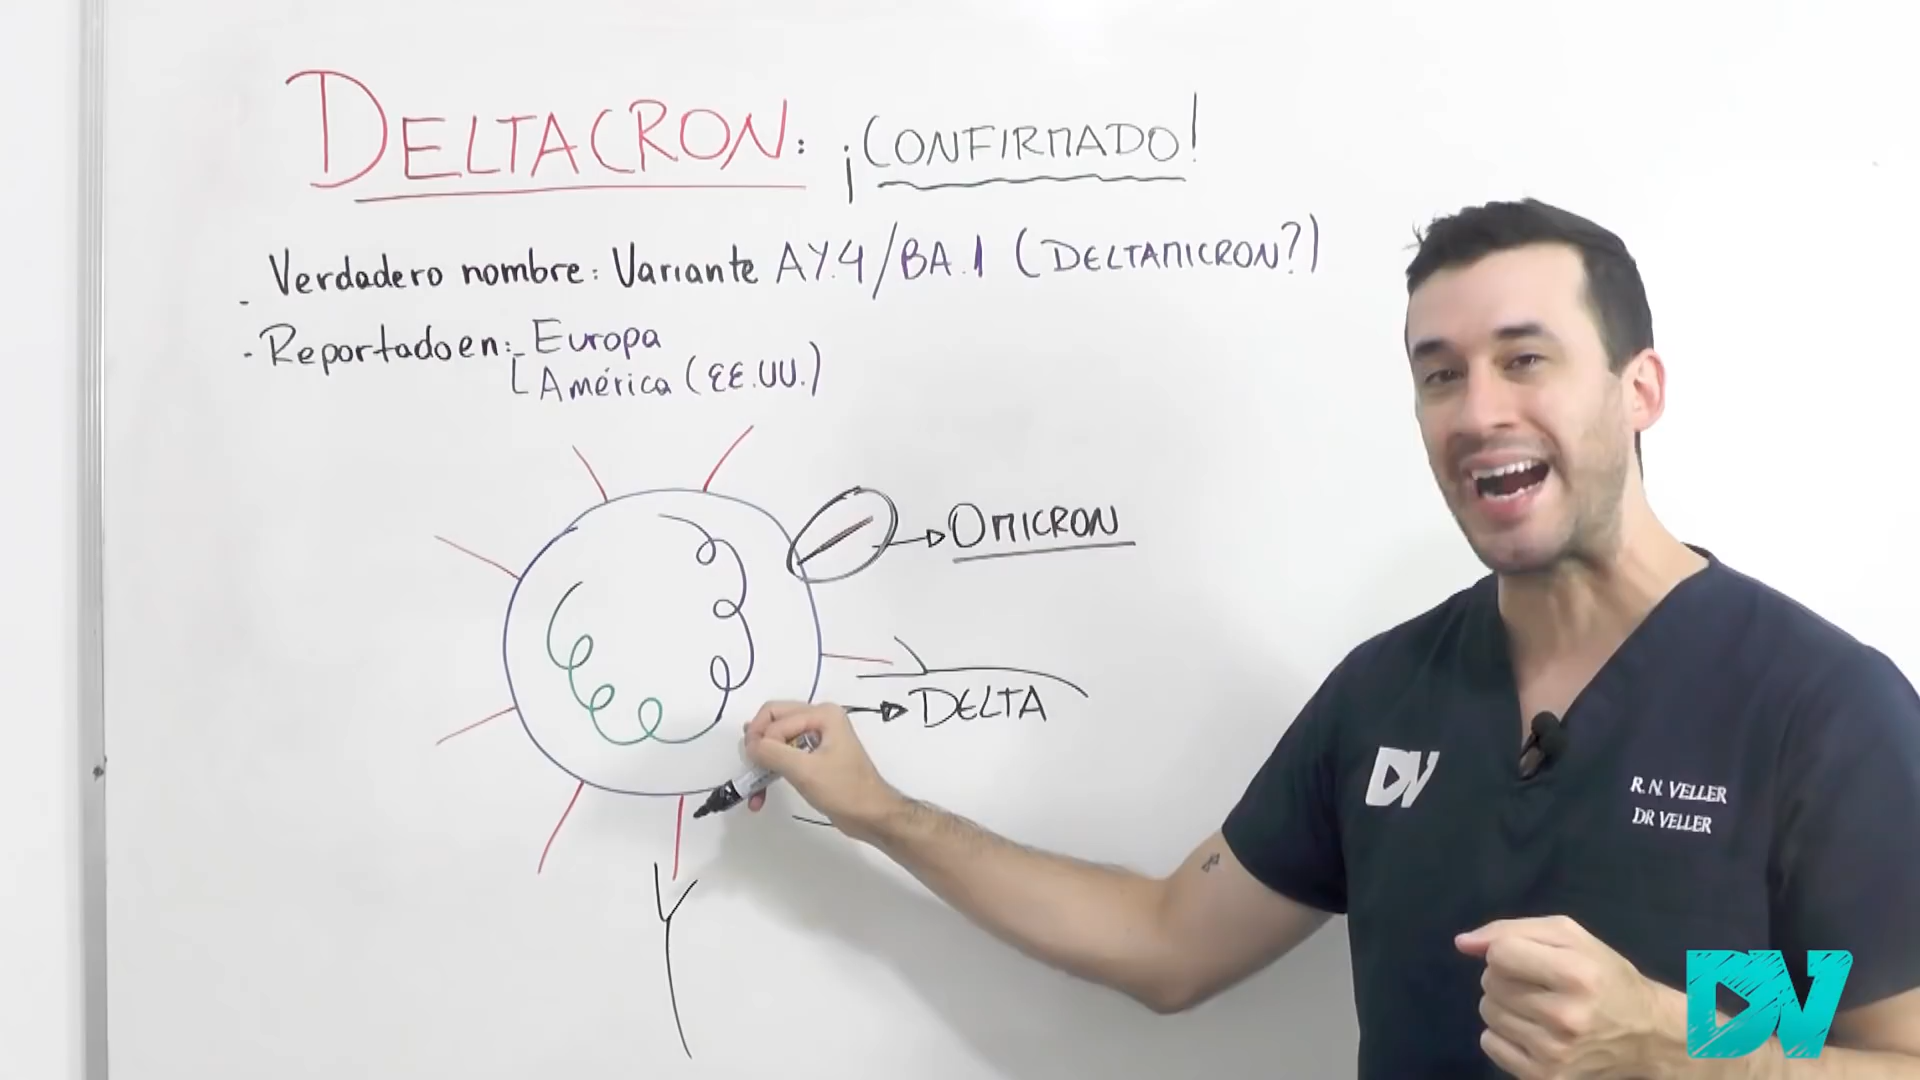 DELTACRON: ¡CONFIRMADO!
- Verdadero nombre: Variante AY.4/BA.1 (DELTAMICRON?)
- Reportado en: - Europa
América (EE.UU.)
OMICRON
DELTA
DV
R. N. VELLER
DR VELLER
DV